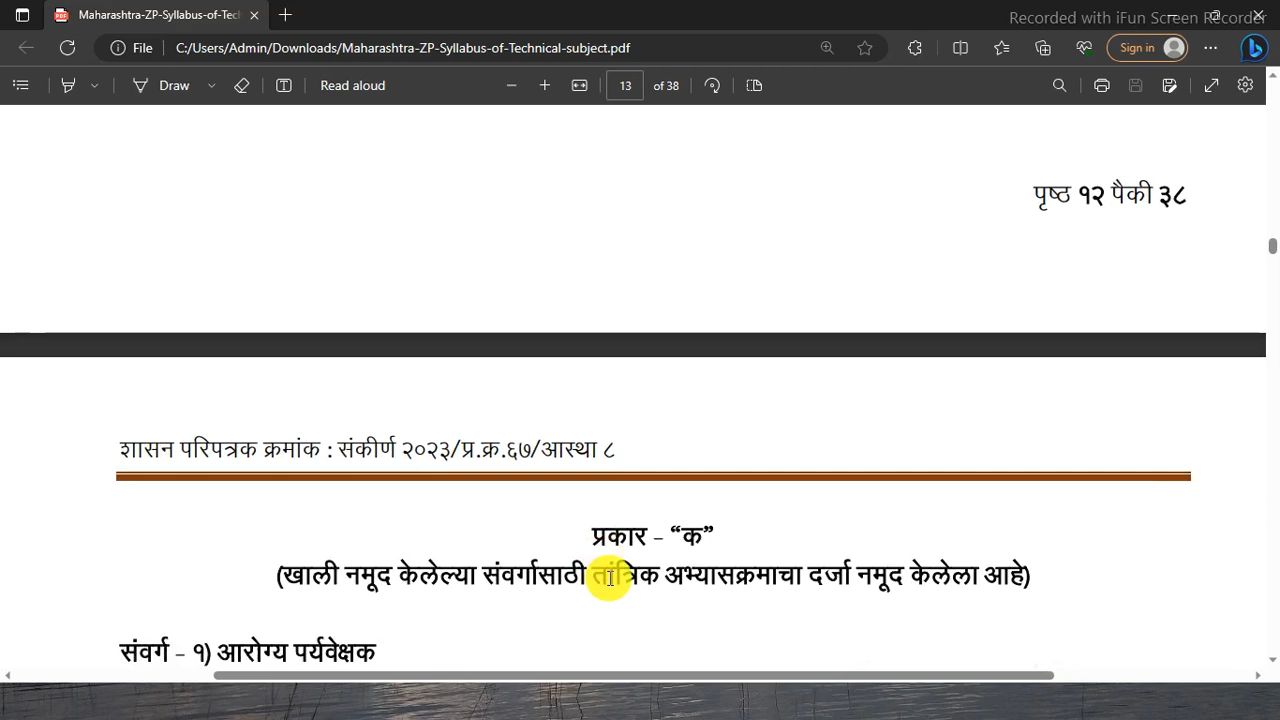 Maharashtra-ZP-Syllabus-of-Tec
Recorded with iFun Screen Recorder
File
C:/Users/Admin/Downloads/Maharashtra-ZP-Syllabus-of-Technical-subject.pdf
Sign in
Draw
Read aloud
13 of 38
पृष्ठ १२ पैकी ३८
शासन परिपत्रक क्रमांक : संकीर्ण २०२३/प्र.क्र.६७/आस्था ८
प्रकार - “क”
(खाली नमूद केलेल्या संवर्गासाठी तांत्रिक अभ्यासक्रमाचा दर्जा नमूद केलेला आहे)
संवर्ग - १) आरोग्य पर्यवेक्षक